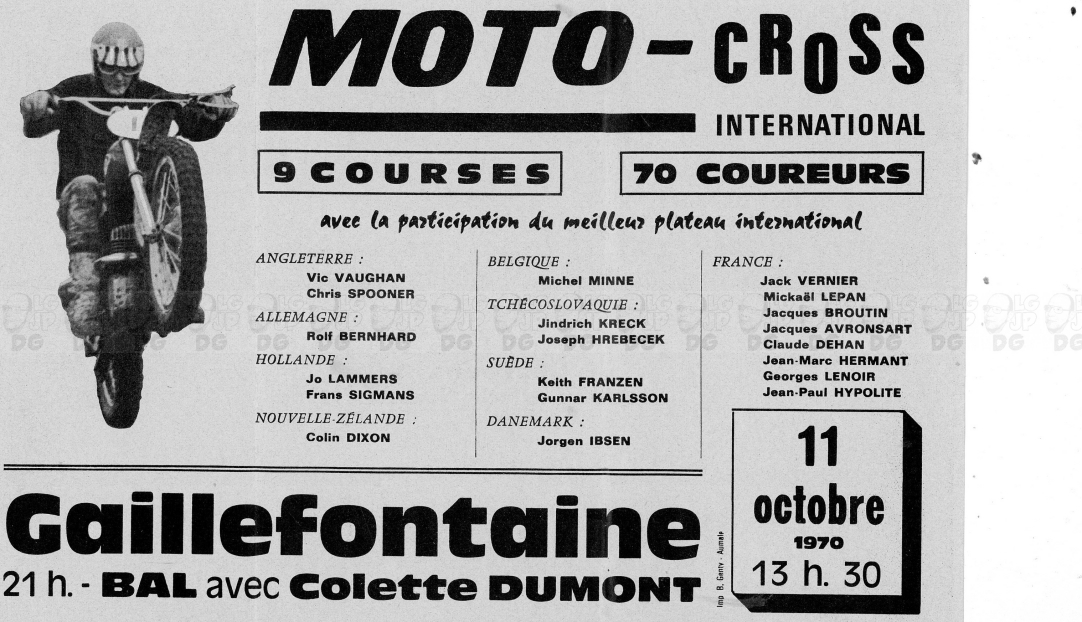 MOTO-CROSS
INTERNATIONAL
9 COURSES
70 COUREURS
avec la participation du meilleur plateau international
ANGLETERRE :
Vic VAUGHAN
Chris SPOONER
ALLEMAGNE :
Rolf BERNHARD
HOLLANDE :
Jo LAMMERS
Frans SIGMANS
NOUVELLE-ZÉLANDE :
Colin DIXON
BELGIQUE :
Michel MINNE
TCHÉCOSLOVAQUIE :
Jindrich KRECK
Joseph HREBECEK
SUÈDE :
Keith FRANZEN
Gunnar KARLSSON
DANEMARK :
Jorgen IBSEN
FRANCE :
Jack VERNIER
Mickaël LEPAN
Jacques BROUTIN
Jacques AVRONSART
Claude DEHAN
Jean-Marc HERMANT
Georges LENOIR
Jean-Paul HYPOLITE
11
octobre
1970
13 h. 30
Gaillefontaine
21 h. - BAL avec Colette DUMONT
Imp B. Genty - Aumale